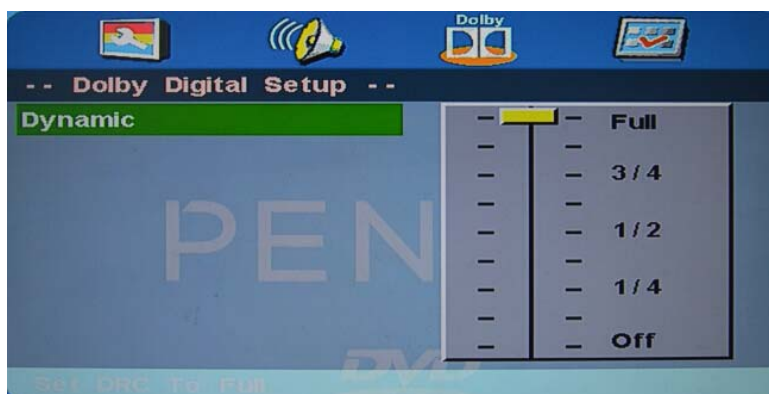 Dolby
-- Dolby Digital Setup --
Dynamic
Full
3/4
1/2
1/4
Off
PEN
DVD
Set DRC To Full